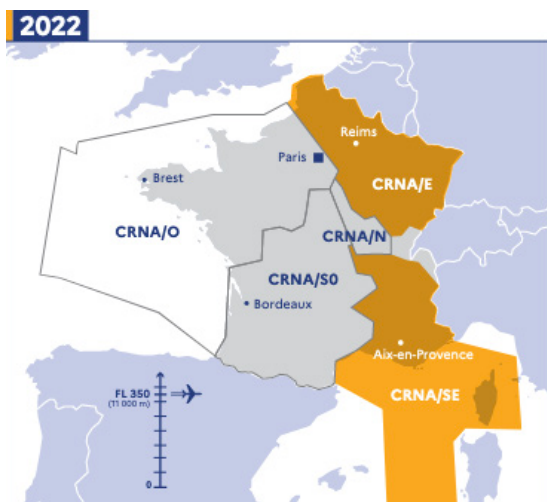 2022
Reims
Paris
Brest
CRNA/E
CRNA/O
CRNA/N
CRNA/S0
Bordeaux
Aix-en-Provence
FL 350
(11 000 m)
CRNA/SE
0